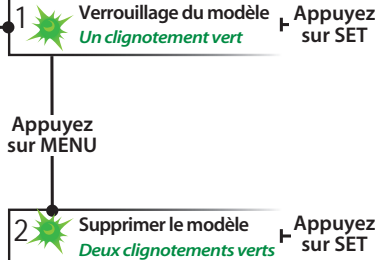 1 Verrouillage du modèle
Un clignotement vert
Appuyez
sur SET
Appuyez
sur MENU
2 Supprimer le modèle
Deux clignotements verts
Appuyez
sur SET